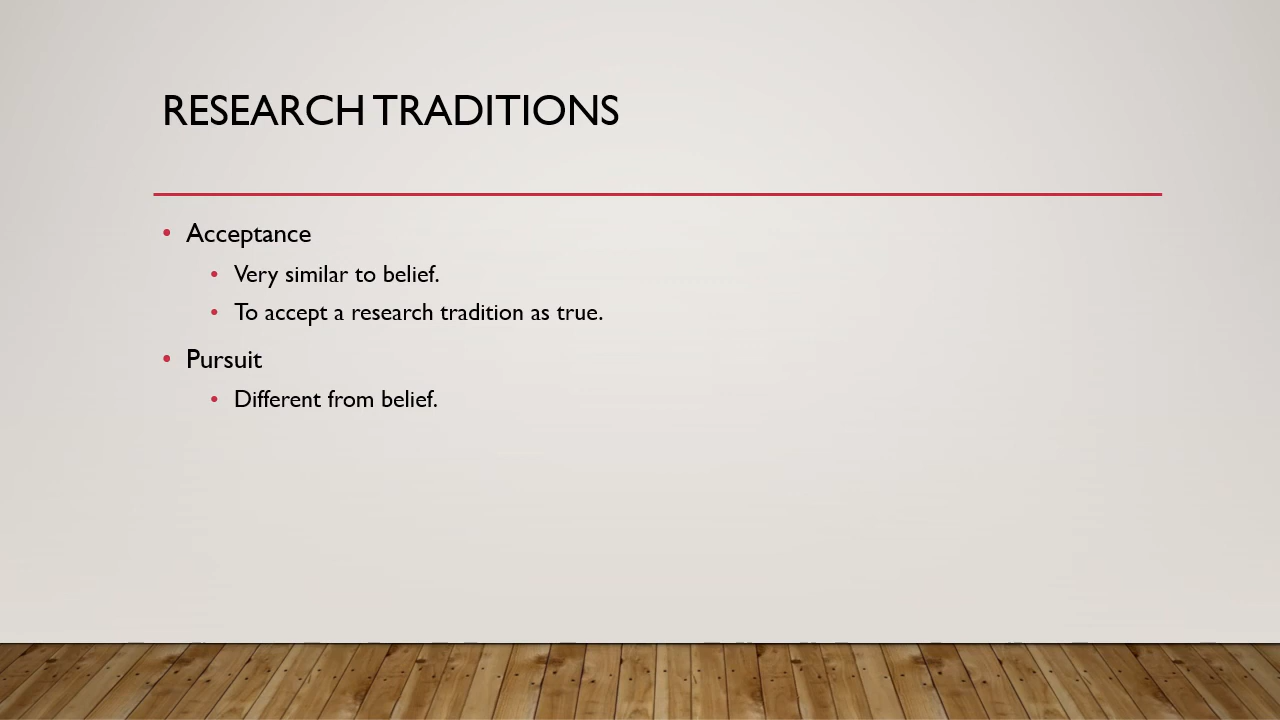 RESEARCH TRADITIONS
• Acceptance
• Very similar to belief.
• To accept a research tradition as true.
• Pursuit
• Different from belief.